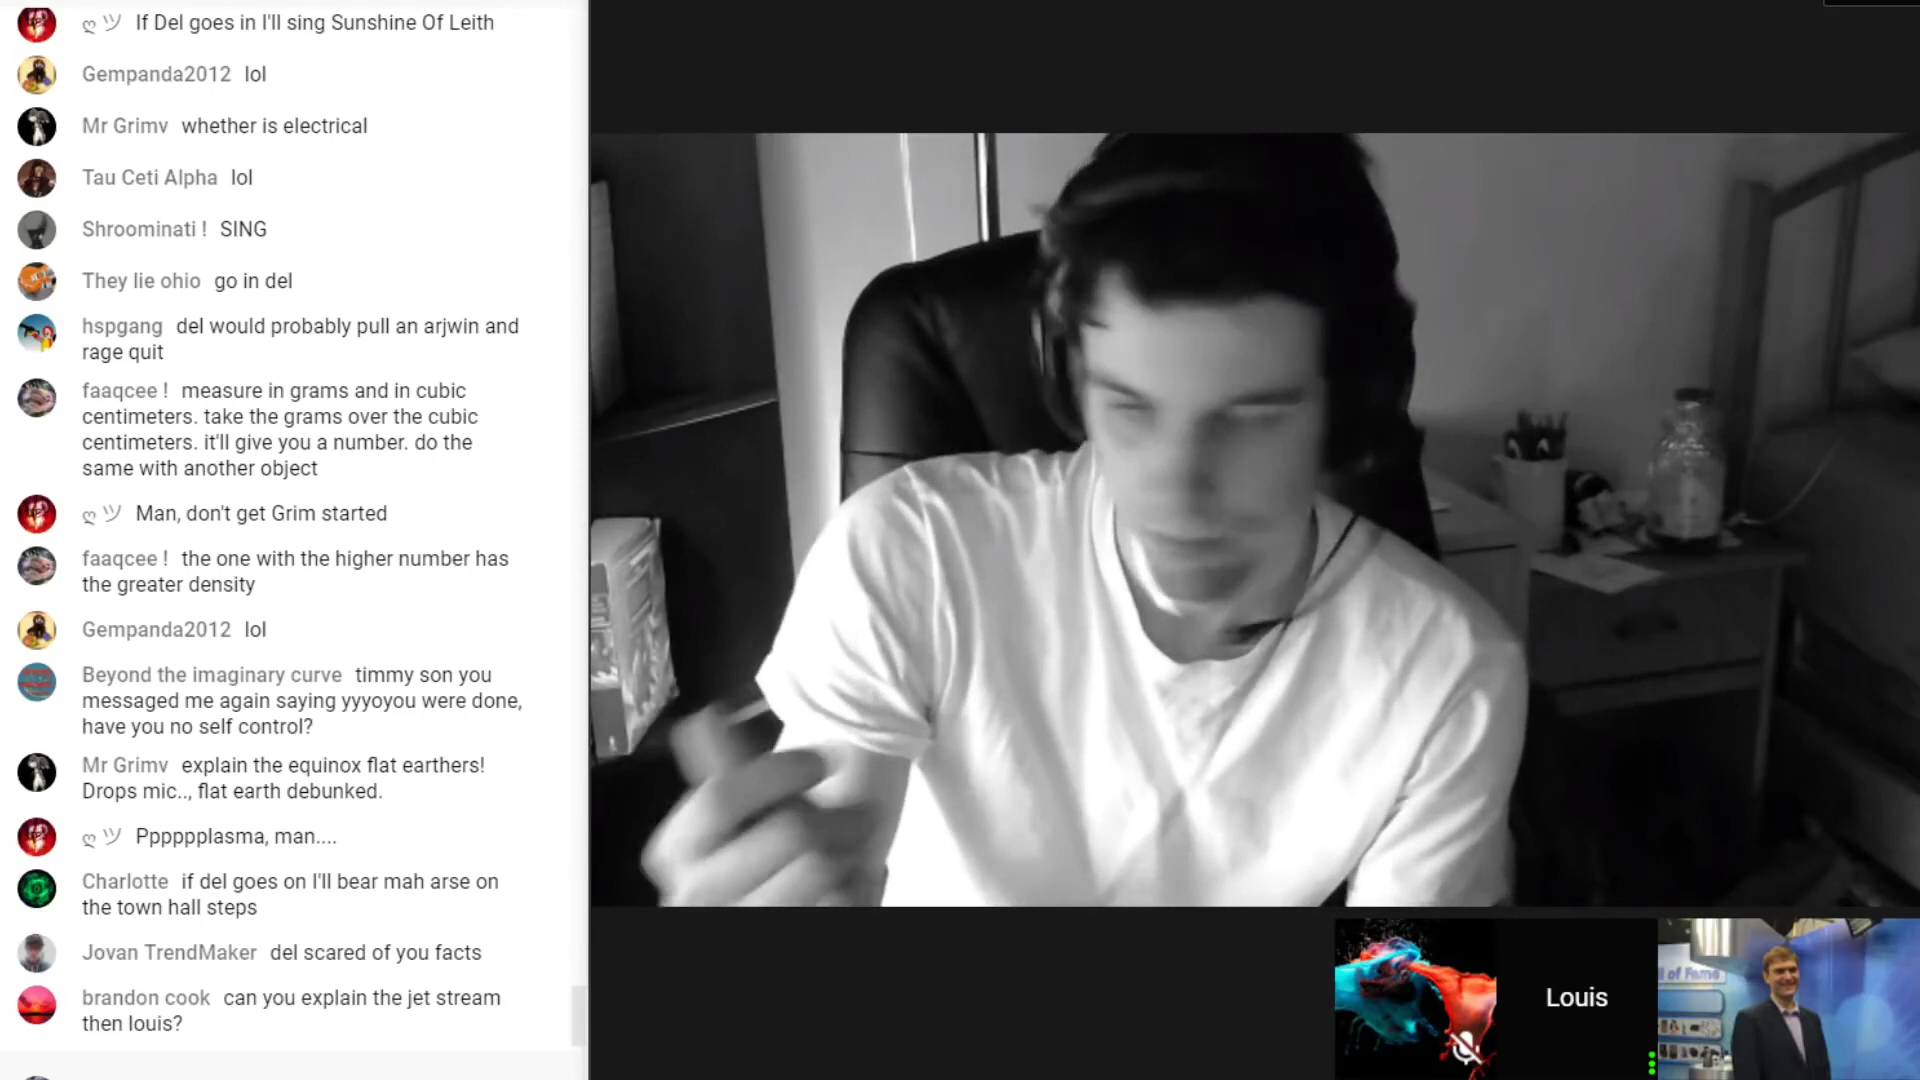 ღ ツ If Del goes in I'll sing Sunshine Of Leith
Gempanda2012 lol
Mr Grimv whether is electrical
Tau Ceti Alpha lol
Shroominati ! SING
They lie ohio go in del
hspgang del would probably pull an arjwin and
rage quit
faaqcee ! measure in grams and in cubic
centimeters. take the grams over the cubic
centimeters. it'll give you a number. do the
same with another object
ღ ツ Man, don't get Grim started
faaqcee ! the one with the higher number has
the greater density
Gempanda2012 lol
Beyond the imaginary curve timmy son you
messaged me again saying yyyoyou were done,
have you no self control?
Mr Grimv explain the equinox flat earthers!
Drops mic.., flat earth debunked.
ღ ツ Pppppplasma, man....
Charlotte if del goes on I'll bear mah arse on
the town hall steps
Jovan TrendMaker del scared of you facts
brandon cook can you explain the jet stream
then louis?
Louis
l of Fame